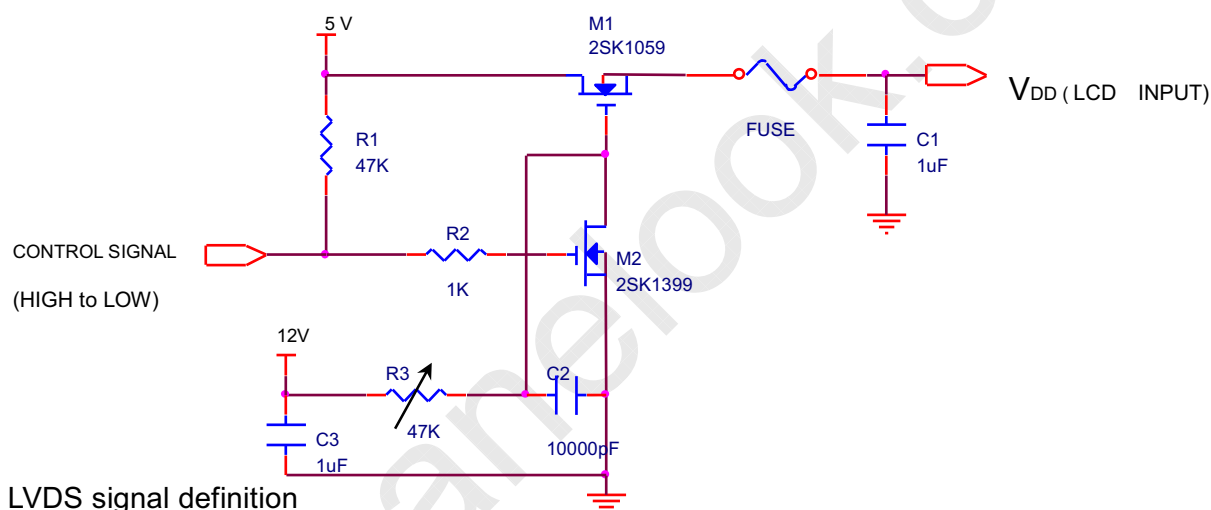 5 V
M1
2SK1059
VDD ( LCD INPUT)
FUSE
R1
47K
C1
1uF
CONTROL SIGNAL
(HIGH to LOW)
R2
1K
M2
2SK1399
12V
R3
47K
C2
10000pF
C3
1uF
LVDS signal definition
anelook.c